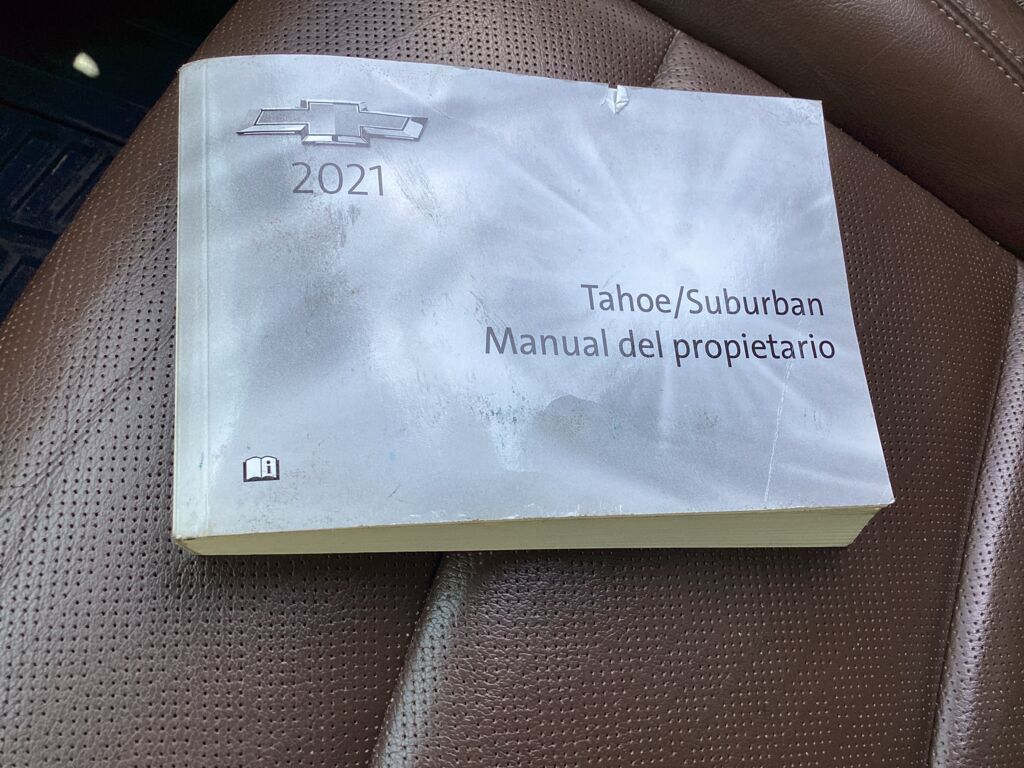 2021
Tahoe/Suburban
Manual del propietario
i